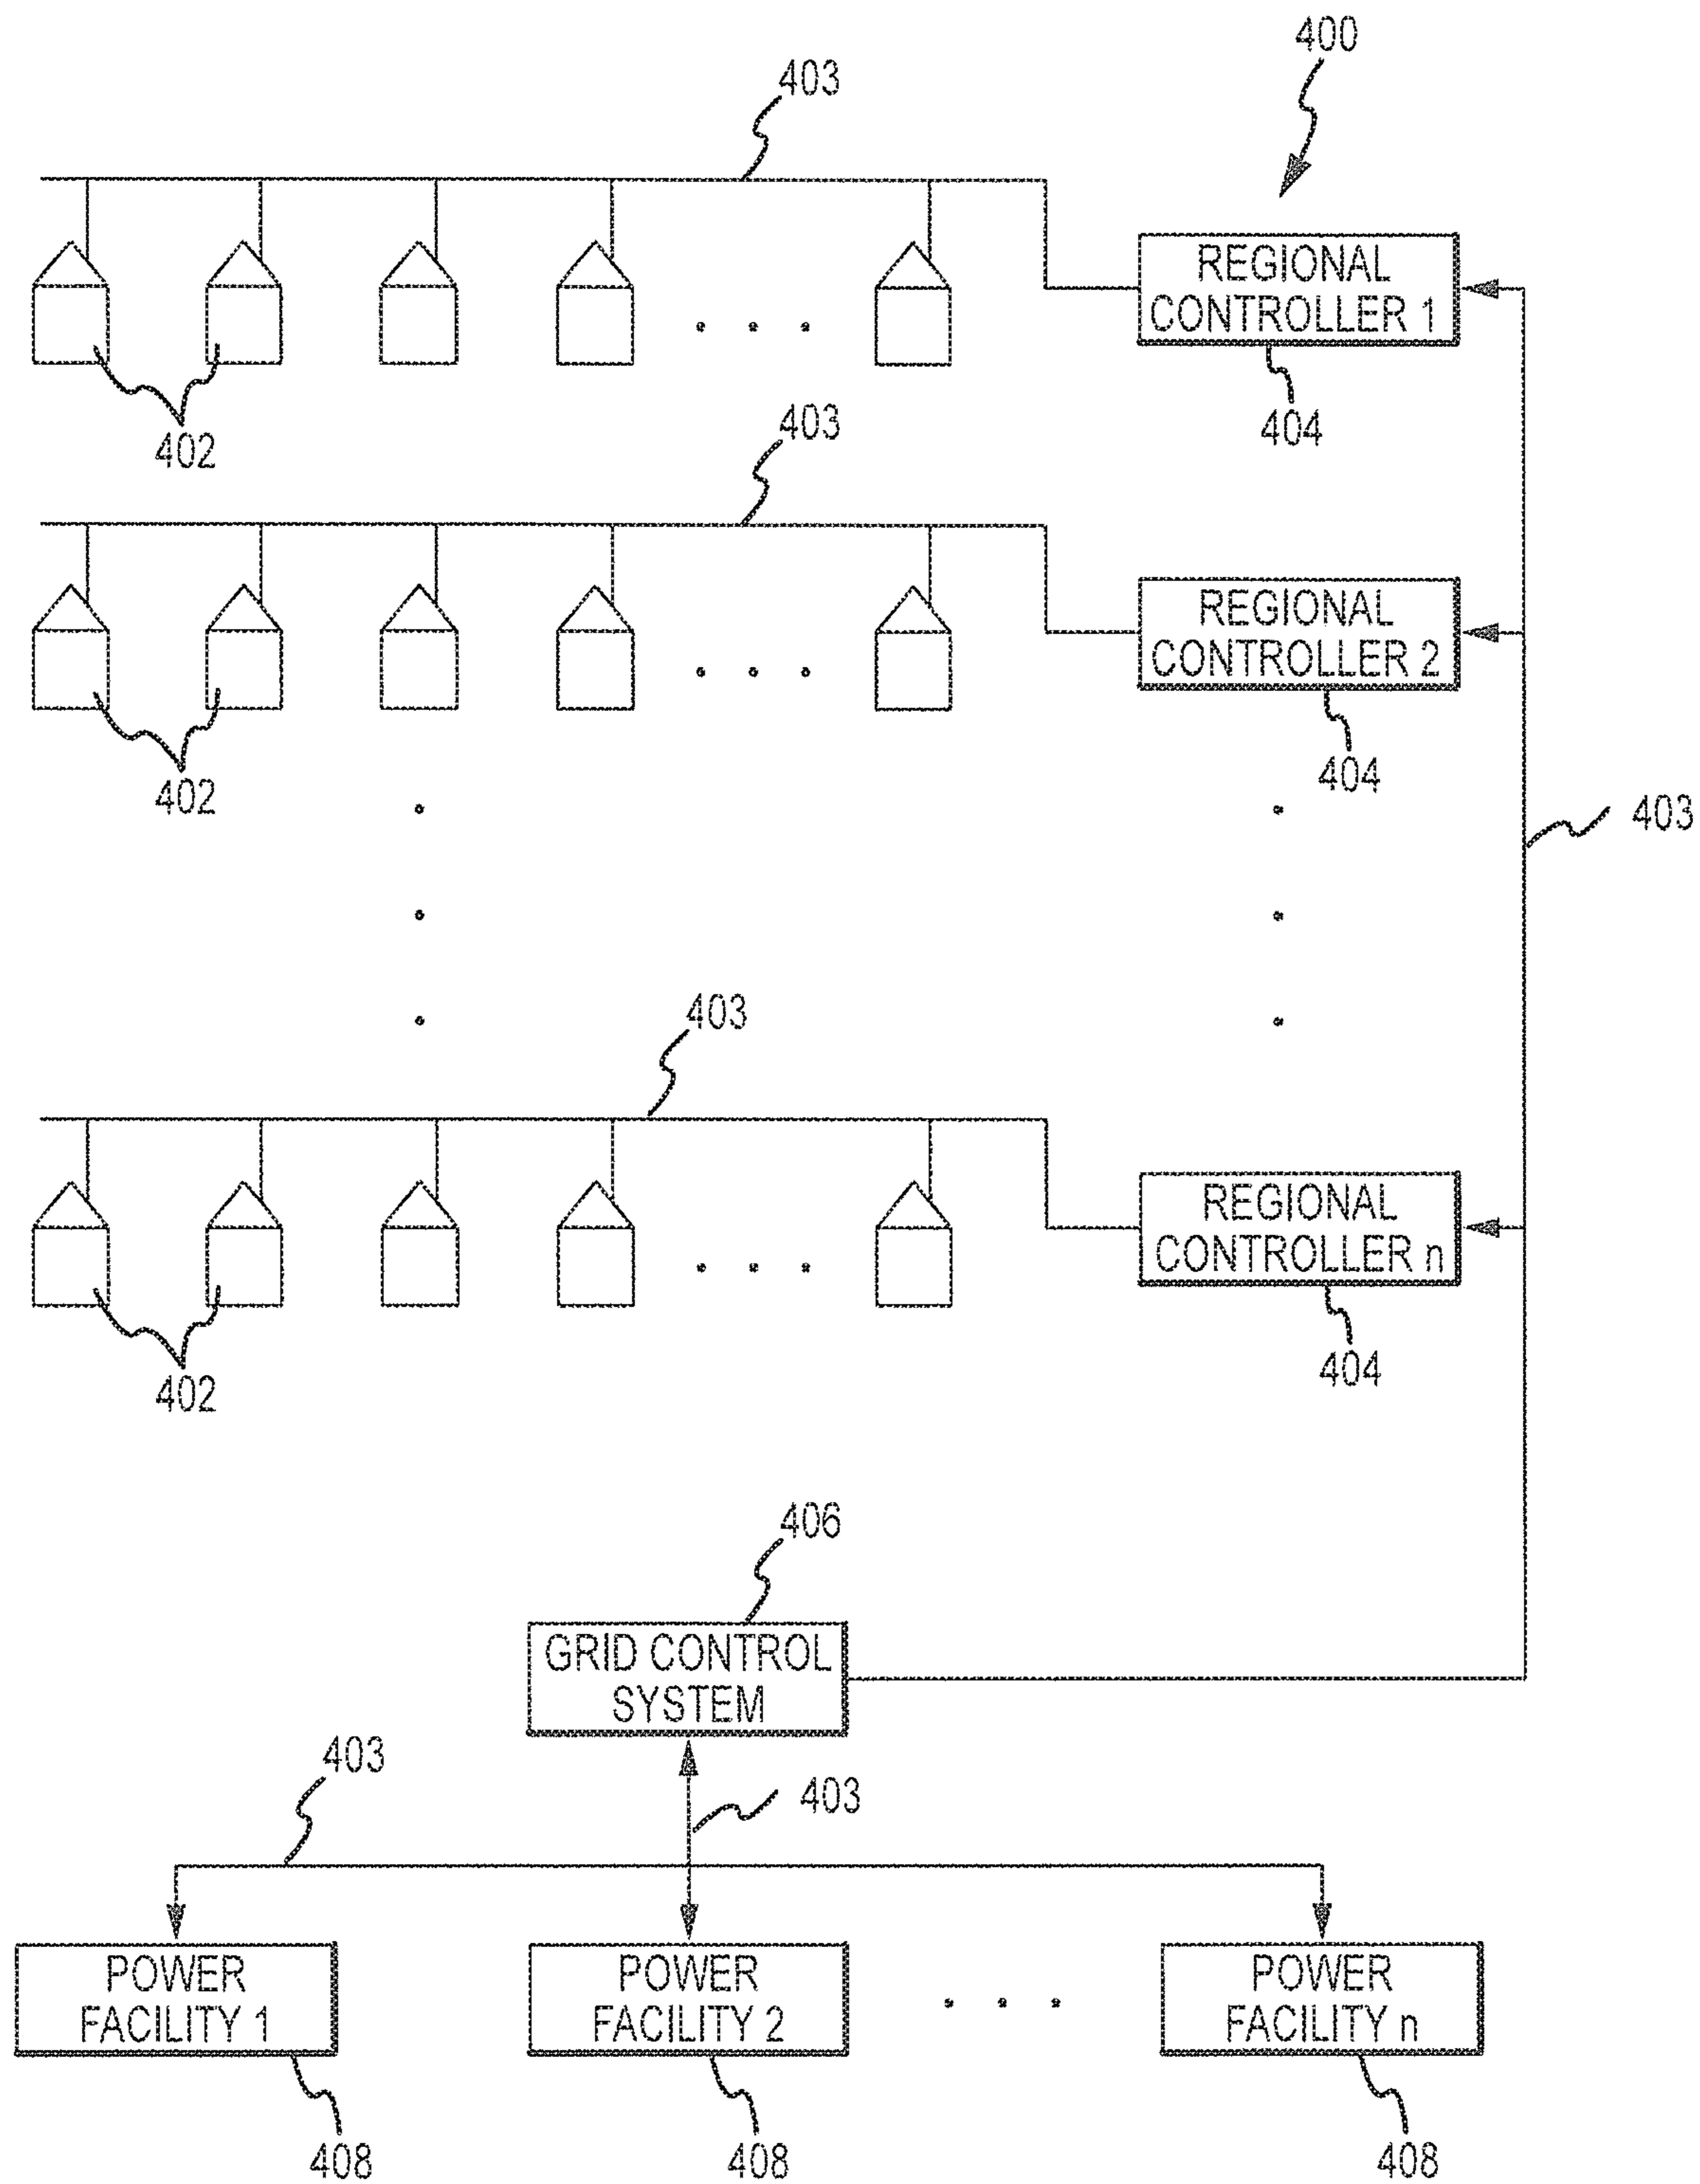 400
403
REGIONAL
CONTROLLER 1
404
402
403
REGIONAL
CONTROLLER 2
404
402
403
403
REGIONAL
CONTROLLER n
404
402
406
GRID CONTROL
SYSTEM
403
403
POWER
FACILITY 1
POWER
FACILITY 2
POWER
FACILITY n
408
408
408